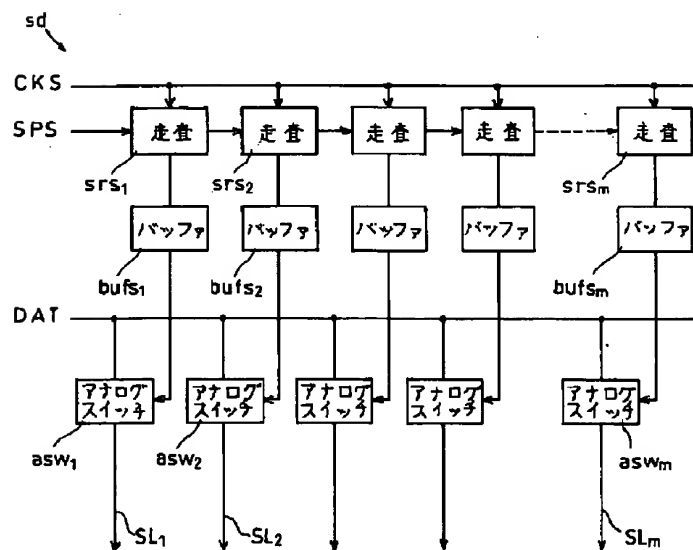 sd
CKS
SPS
走査 走査 走査 走査 走査
srs₁ srs₂ srsₘ
バッファ バッファ バッファ バッファ バッファ
bufs₁ bufs₂ bufsₘ
DAT
アナログ アナログ アナログ アナログ アナログ
スイッチ スイッチ スイッチ スイッチ スイッチ
asw₁ asw₂ aswₘ
SL₁ SL₂ SLₘ